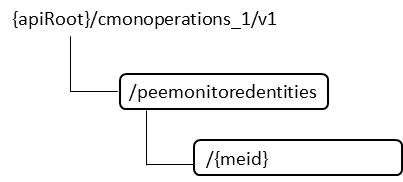 {apiRoot}/cmonoperations_1/v1
/peemonitoredentities
/{meid}